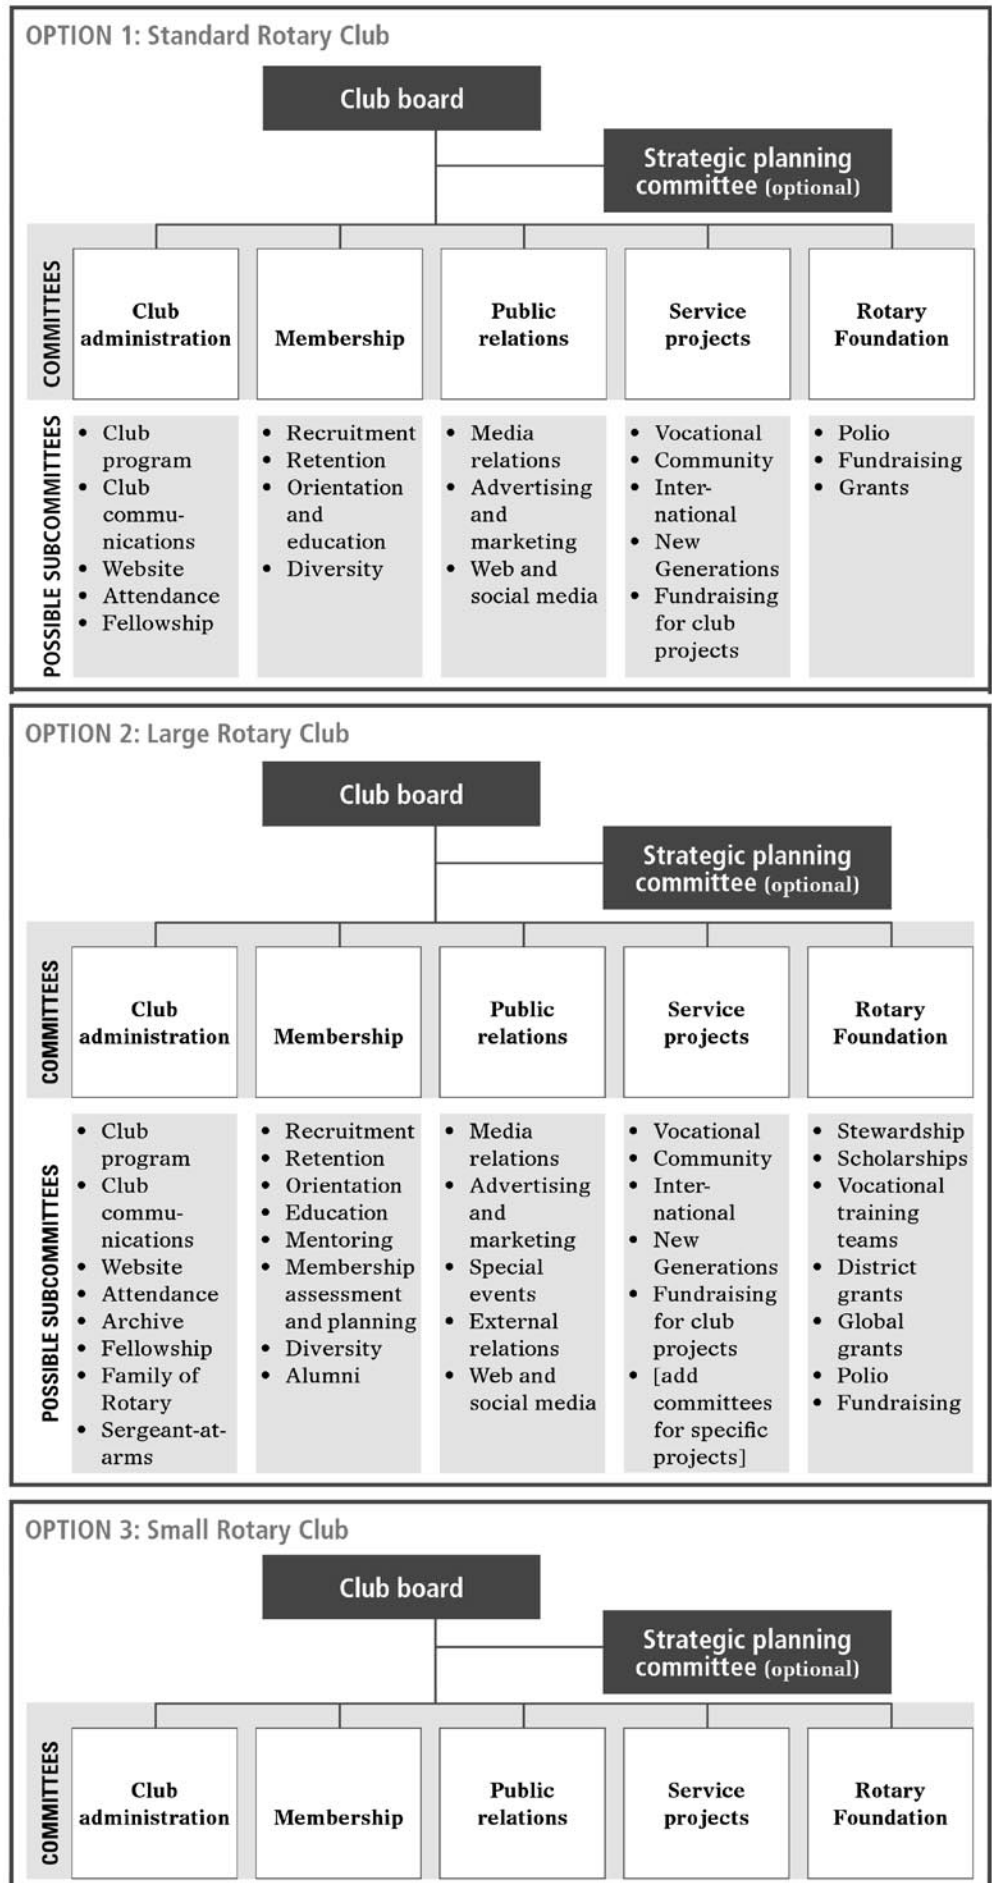 OPTION 1: Standard Rotary Club
Club board
Strategic planning
committee (optional)
COMMITTEES
Club
administration
Membership
Public
relations
Service
projects
Rotary
Foundation
POSSIBLE SUBCOMMITTEES
• Club
program
• Club
commu-
nications
• Website
• Attendance
• Fellowship
• Recruitment
• Retention
• Orientation
and
education
• Diversity
• Media
relations
• Advertising
and
marketing
• Web and
social media
• Vocational
• Community
• Inter-
national
• New
Generations
• Fundraising
for club
projects
• Polio
• Fundraising
• Grants
OPTION 2: Large Rotary Club
Club board
Strategic planning
committee (optional)
COMMITTEES
Club
administration
Membership
Public
relations
Service
projects
Rotary
Foundation
POSSIBLE SUBCOMMITTEES
• Club
program
• Club
commu-
nications
• Website
• Attendance
• Archive
• Fellowship
• Family of
Rotary
• Sergeant-at-
arms
• Recruitment
• Retention
• Orientation
• Education
• Mentoring
• Membership
assessment
and planning
• Diversity
• Alumni
• Media
relations
• Advertising
and
marketing
• Special
events
• External
relations
• Web and
social media
• Vocational
• Community
• Inter-
national
• New
Generations
• Fundraising
for club
projects
• [add
committees
for specific
projects]
• Stewardship
• Scholarships
• Vocational
training
teams
• District
grants
• Global
grants
• Polio
• Fundraising
OPTION 3: Small Rotary Club
Club board
Strategic planning
committee (optional)
COMMITTEES
Club
administration
Membership
Public
relations
Service
projects
Rotary
Foundation